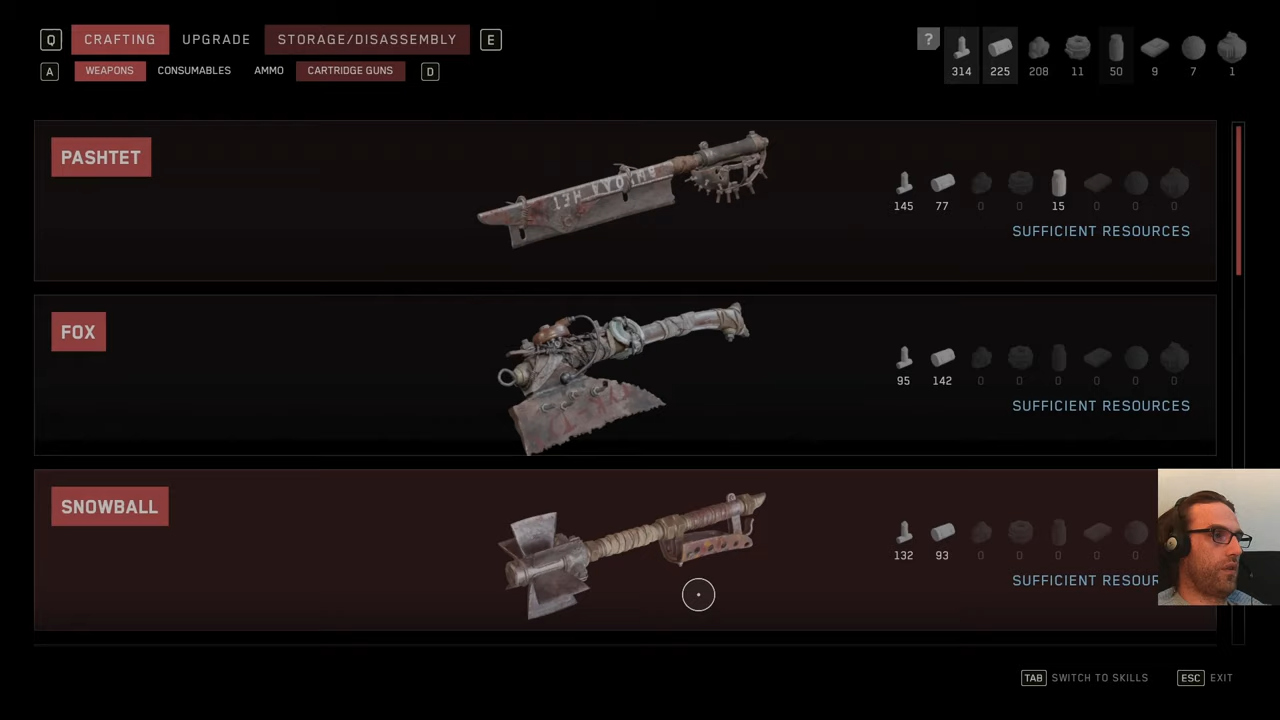 Q CRAFTING UPGRADE STORAGE/DISASSEMBLY E
A WEAPONS CONSUMABLES AMMO CARTRIDGE GUNS D
?
314 225 208 11 50 9 7 1
PASHTET
145 77 0 0 15 0 0 0
SUFFICIENT RESOURCES
FOX
95 142 0 0 0 0 0 0
SUFFICIENT RESOURCES
SNOWBALL
132 93 0 0 0 0 0
SUFFICIENT RESOUR
TAB SWITCH TO SKILLS ESC EXIT